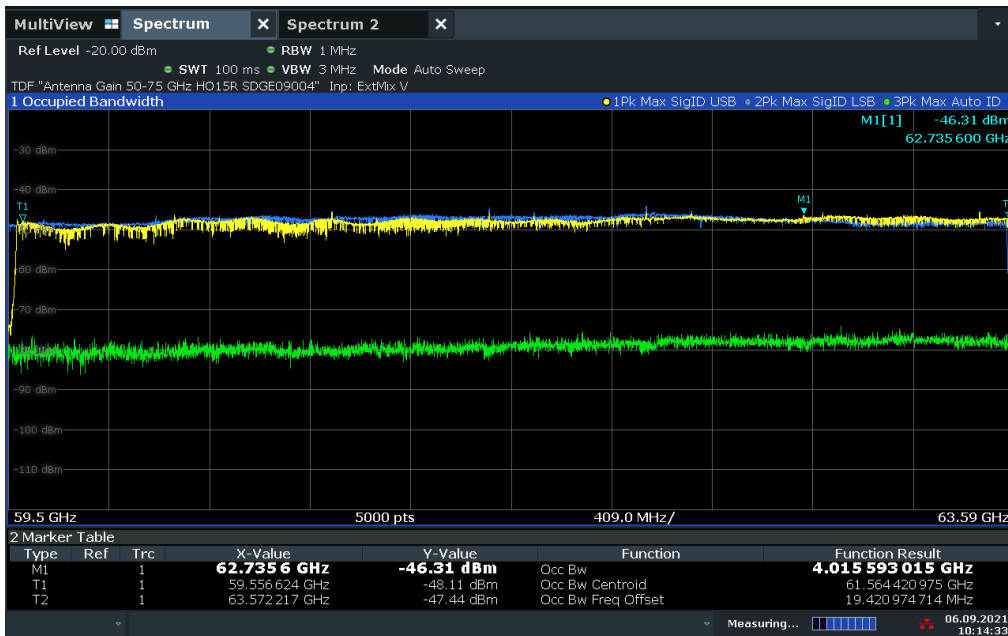 MultiView Spectrum X Spectrum 2 X
Ref Level -20.00 dBm RBW 1 MHz
SWT 100 ms VBW 3 MHz Mode Auto Sweep
TDF "Antenna Gain 50-75 GHz HO15R SDGE09004" Inp: ExtMix V
1 Occupied Bandwidth 1Pk Max SigID USB 2Pk Max SigID LSB 3Pk Max Auto ID
M1[1] -46.31 dBm
62.735 600 GHz
-30 dBm
-40 dBm
T1 M1 T
-60 dBm
-70 dBm
-90 dBm
-100 dBm
-110 dBm
59.5 GHz 5000 pts 409.0 MHz/ 63.59 GHz
2 Marker Table
Type Ref Trc X-Value Y-Value Function Function Result
M1 1 62.735 6 GHz -46.31 dBm Occ Bw 4.015 593 015 GHz
T1 1 59.556 624 GHz -48.11 dBm Occ Bw Centroid 61.564 420 975 GHz
T2 1 63.572 217 GHz -47.44 dBm Occ Bw Freq Offset 19.420 974 714 MHz
Measuring... 06.09.2021
10:14:33